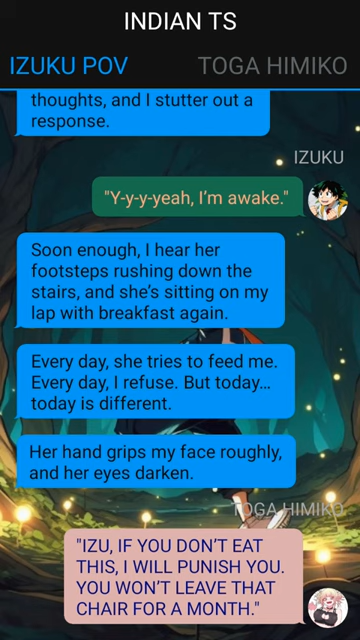 INDIAN TS
IZUKU POV
TOGA HIMIKO
thoughts, and I stutter out a
response.
IZUKU
"Y-y-y-yeah, I’m awake."
Soon enough, I hear her
footsteps rushing down the
stairs, and she’s sitting on my
lap with breakfast again.
Every day, she tries to feed me.
Every day, I refuse. But today…
today is different.
Her hand grips my face roughly,
and her eyes darken.
TOGA HIMIKO
"IZU, IF YOU DON’T EAT
THIS, I WILL PUNISH YOU.
YOU WON’T LEAVE THAT
CHAIR FOR A MONTH."